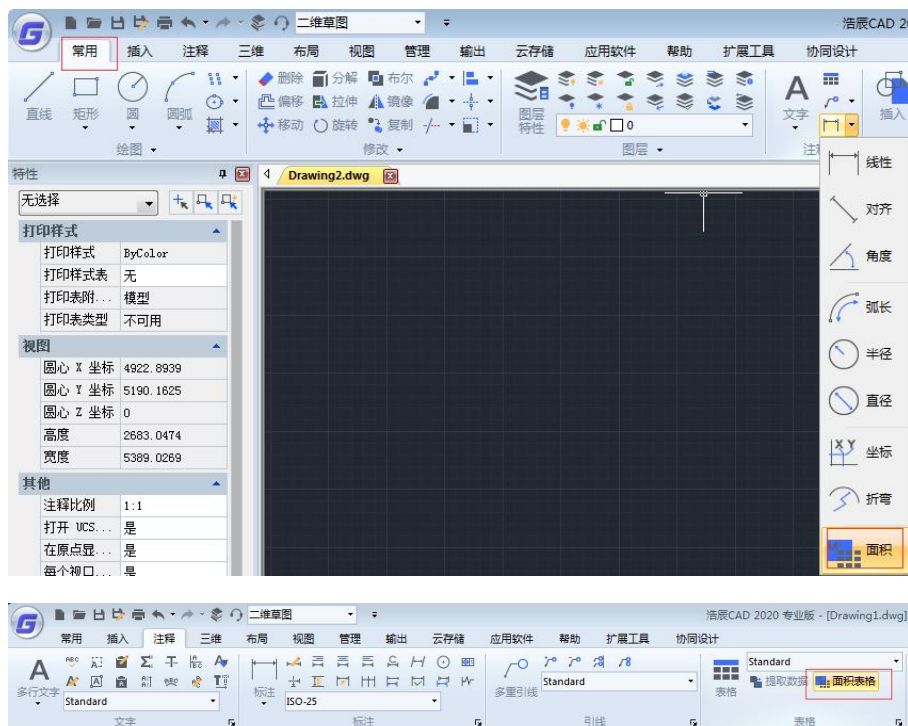 二维草图 浩辰CAD 2
常用 插入 注释 三维 布局 视图 管理 输出 云存储 应用软件 帮助 扩展工具 协同设计
直线 矩形 圆 圆弧
删除 分解 布尔
偏移 拉伸 镜像
移动 旋转 复制
图层特性 0
文字 插入
绘图 修改 图层
特性 Drawing2.dwg
无选择
打印样式
打印样式 ByColor
打印样式表 无
打印表附... 模型
打印表类型 不可用
视图
圆心 X 坐标 4922.8939
圆心 Y 坐标 5190.1625
圆心 Z 坐标 0
高度 2683.0474
宽度 5389.0269
其他
注释比例 1:1
打开 UCS... 是
在原点显... 是
每个视口... 是
线性
对齐
角度
弧长
半径
直径
坐标
折弯
面积
二维草图 浩辰CAD 2020 专业版 - [Drawing1.dwg]
常用 插入 注释 三维 布局 视图 管理 输出 云存储 应用软件 帮助 扩展工具 协同设计
多行文字 Standard
标注 ISO-25
多重引线 Standard
表格 Standard
提取数据 面积表格
文字 标注 引线 表格